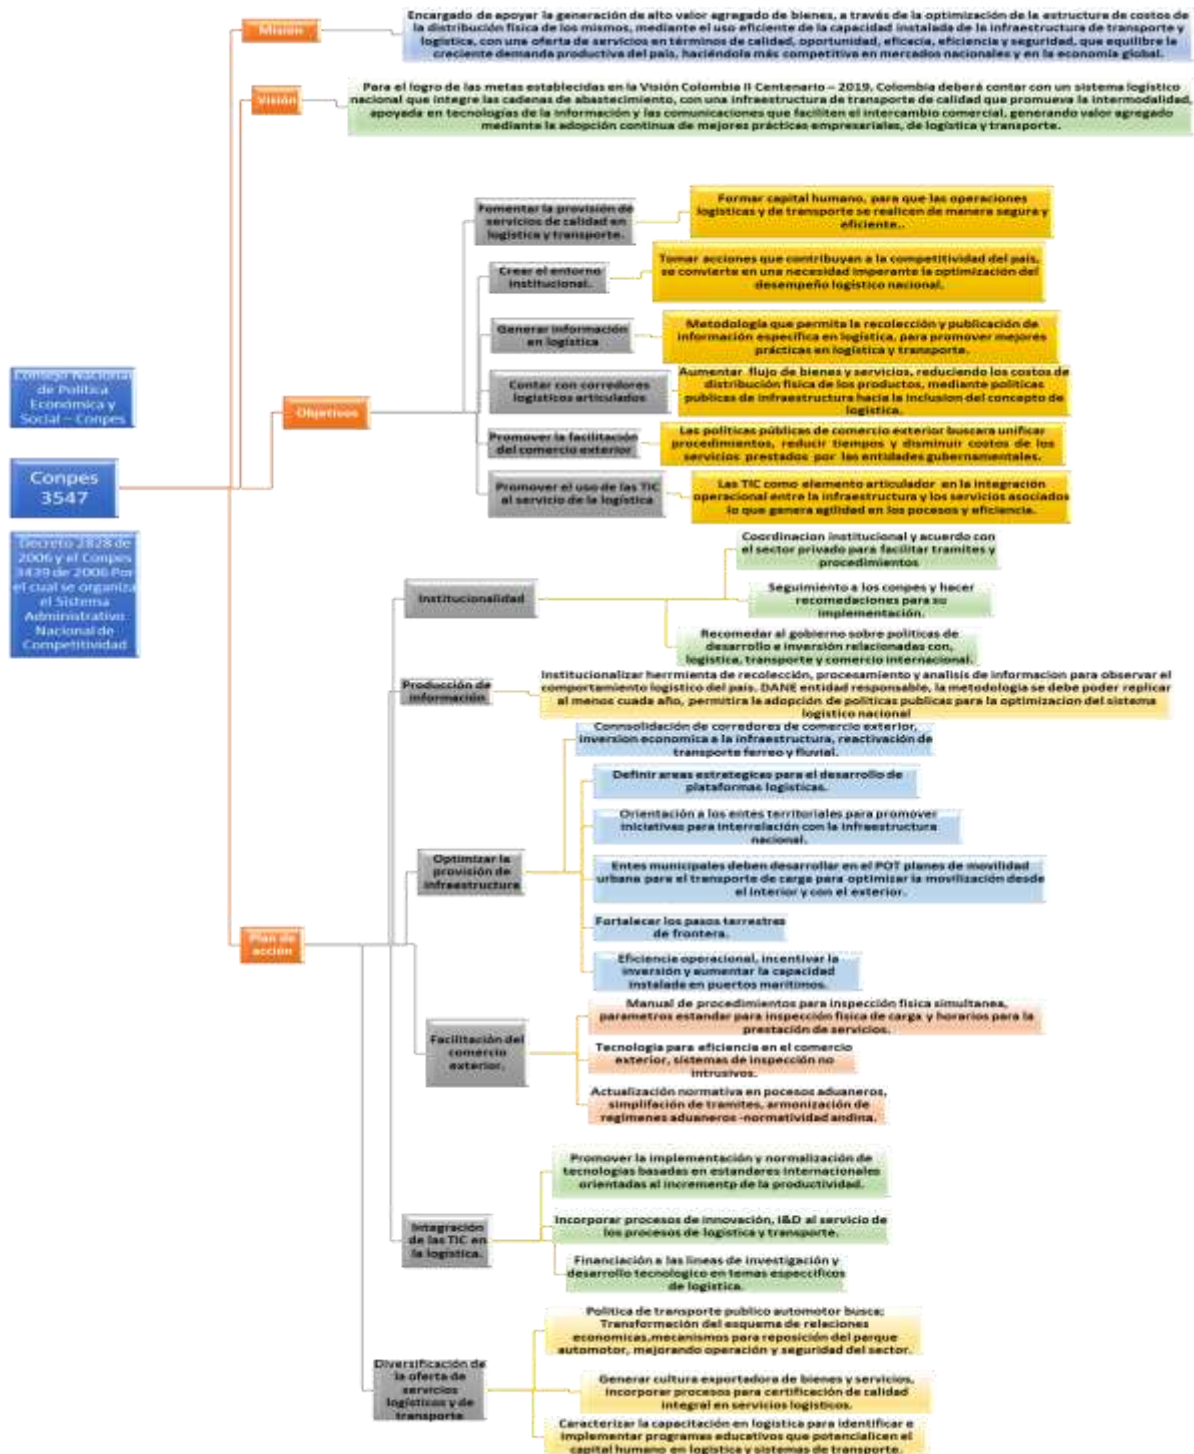 Misión
Encargado de apoyar la generación de alto valor agregado de bienes, a través de la optimización de la estructura de costos de
la distribución física de los mismos, mediante el uso eficiente de la capacidad instalada de la infraestructura de transporte y
logística, con una oferta de servicios en términos de calidad, oportunidad, eficacia, eficiencia y seguridad, que equilibre la
creciente demanda productiva del país, haciéndola más competitiva en mercados nacionales y en la economía global.
Visión
Para el logro de las metas establecidas en la Visión Colombia II Centenario – 2019, Colombia deberá contar con un sistema logístico
nacional que integre las cadenas de abastecimiento, con una infraestructura de transporte de calidad que promueva la intermodalidad,
apoyada en tecnologías de la información y las comunicaciones que faciliten el intercambio comercial, generando valor agregado
mediante la adopción continua de mejores prácticas empresariales, de logística y transporte.
Consejo Nacional
de Política
Económica y
Social – Conpes
Conpes
3547
Decreto 2828 de
2006 y el Conpes
3439 de 2006 Por
el cual se organiza
el Sistema
Administrativo
Nacional de
Competitividad
Objetivos
Fomentar la provisión de
servicios de calidad en
logística y transporte.
Formar capital humano, para que las operaciones
logísticas y de transporte se realicen de manera segura y
eficiente..
Crear el entorno
institucional.
Tomar acciones que contribuyan a la competitividad del país,
se convierte en una necesidad imperante la optimización del
desempeño logístico nacional.
Generar información
en logística
Metodología que permita la recolección y publicación de
información específica en logística, para promover mejores
prácticas en logística y transporte.
Contar con corredores
logísticos articulados
Aumentar flujo de bienes y servicios, reduciendo los costos de
distribución física de los productos, mediante políticas
publicas de infraestructura hacia la inclusion del concepto de
logística.
Promover la facilitación
del comercio exterior
Las políticas públicas de comercio exterior buscara unificar
procedimientos, reducir tiempos y disminuir costos de los
servicios prestados por las entidades gubernamentales.
Promover el uso de las TIC
al servicio de la logística
Las TIC como elemento articulador en la integración
operacional entre la infraestructura y los servicios asociados
lo que genera agilidad en los pocesos y eficiencia.
Plan de
acción
Institucionalidad
Coordinacion institucional y acuerdo con
el sector privado para facilitar tramites y
procedimientos
Seguimiento a los conpes y hacer
recomedaciones para su
implementación.
Recomedar al gobierno sobre politicas de
desarrollo e inversión relacionadas con,
logística, transporte y comercio internacional.
Producción de
información
Institucionalizar herrmienta de recolección, procesamiento y analisis de informacion para observar el
comportamiento logístico del pais. DANE entidad responsable, la metodologia se debe poder replicar
al menos cuada año, permitira la adopción de politicas publicas para la optimizacion del sistema
logístico nacional
Optimizar la
provisión de
infraestructura
Connsolidación de corredores de comercio exterior,
inversion economica a la infraestructura, reactivación de
transporte ferreo y fluvial.
Definir areas estrategicas para el desarrollo de
plataformas logísticas.
Orientación a los entes territoriales para promover
iniciativas para interrelación con la infraestructura
nacional.
Entes municipales deben desarrollar en el POT planes de movilidad
urbana para el transporte de carga para optimizar la movilización desde
el interior y con el exterior.
Fortalecer los pasos terrestres
de frontera.
Eficiencia operacional, incentivar la
inversión y aumentar la capacidad
instalada en puertos marítimos.
Facilitación del
comercio
exterior.
Manual de procedimientos para inspección física simultanea,
parametros estandar para inspección física de carga y horarios para la
prestación de servicios.
Tecnología para eficiencia en el comercio
exterior, sistemas de inspección no
intrusivos.
Actualización normativa en pocesos aduaneros,
simplifación de tramites, armonización de
regimenes aduaneros -normatividad andina.
Integración
de las TIC en
la logística.
Promover la implementación y normalización de
tecnologías basadas en estandares internacionales
orientadas al incrementp de la productividad.
Incorporar procesos de innovación, I&D al servicio de
los procesos de logística y transporte.
Financiación a las lineas de investigación y
desarrollo tecnologico en temas especcificos
de logística.
Diversificación de
la oferta de
servicios
logísticos y de
transporte
Politica de transporte publico automotor busca;
Transformación del esquema de relaciones
economicas,mecanismos para reposición del parque
automotor, mejorando operación y seguridad del sector.
Generar cultura exportadora de bienes y servicios,
incorporar procesos para certificación de calidad
integral en servicios logísticos.
Caracterizar la capacitación en logística para identificar e
implementar programas educativos que potencialicen el
capital humano en logística y sistemas de transporte.